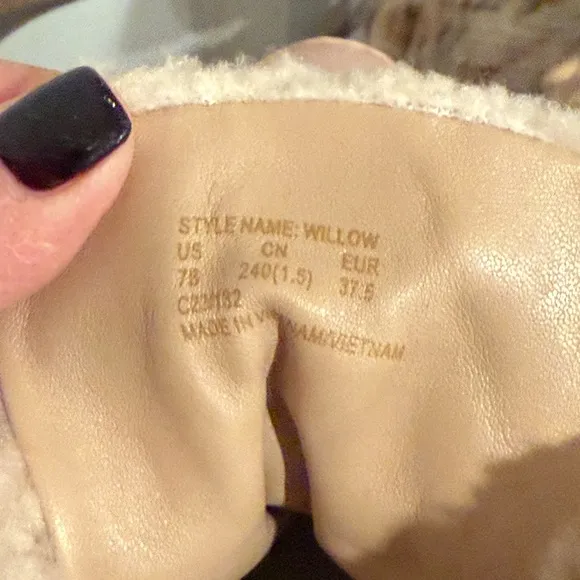 STYLE NAME: WILLOW
US CN EUR
7B 240(1.5) 37.5
MADE IN VIETNAM/VIETNAM